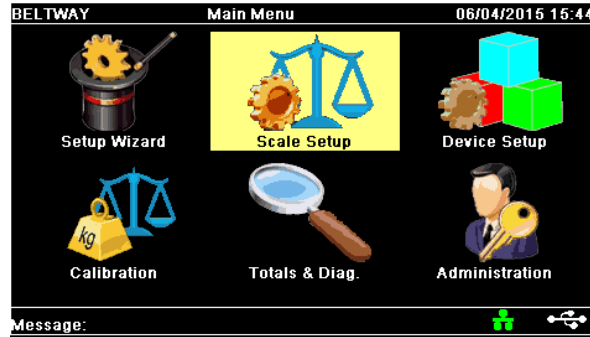 BELTWAY Main Menu 06/04/2015 15:44
Setup Wizard Scale Setup Device Setup
kg
Calibration Totals & Diag. Administration
Message: